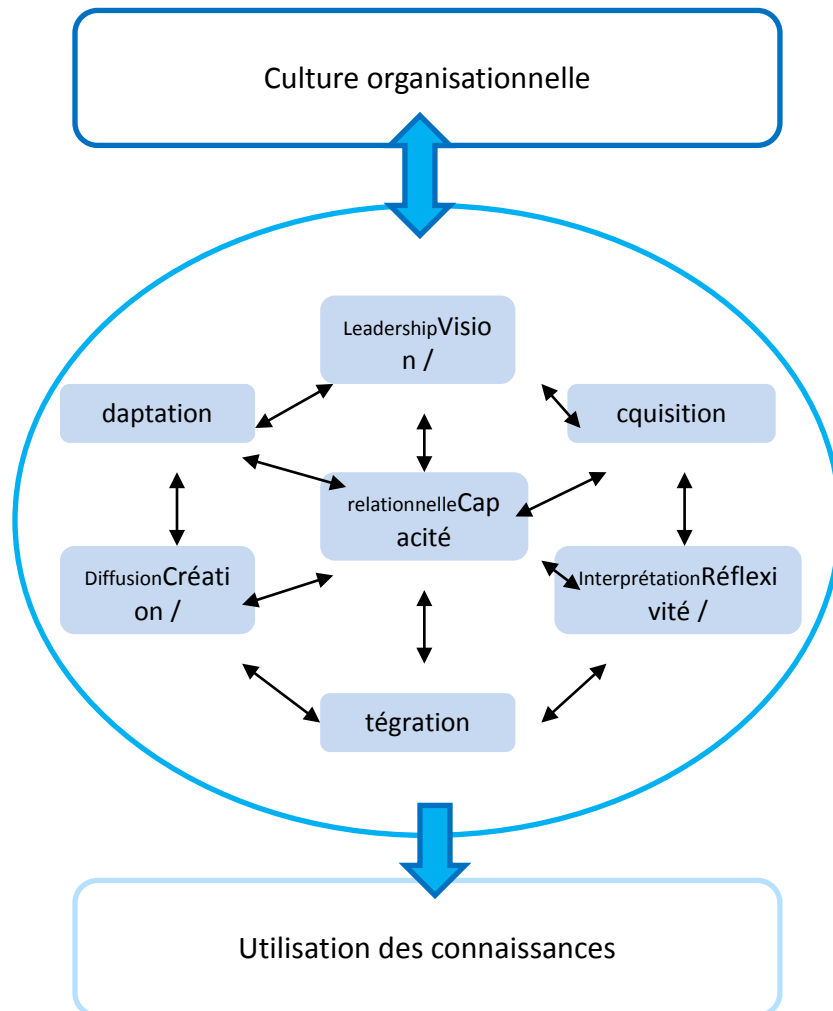 Culture organisationnelle
LeadershipVisio
n /
daptation
cquisition
relationnelleCap
acité
DiffusionCréati
on /
InterprétationRéflexi
vité /
tégration
Utilisation des connaissances